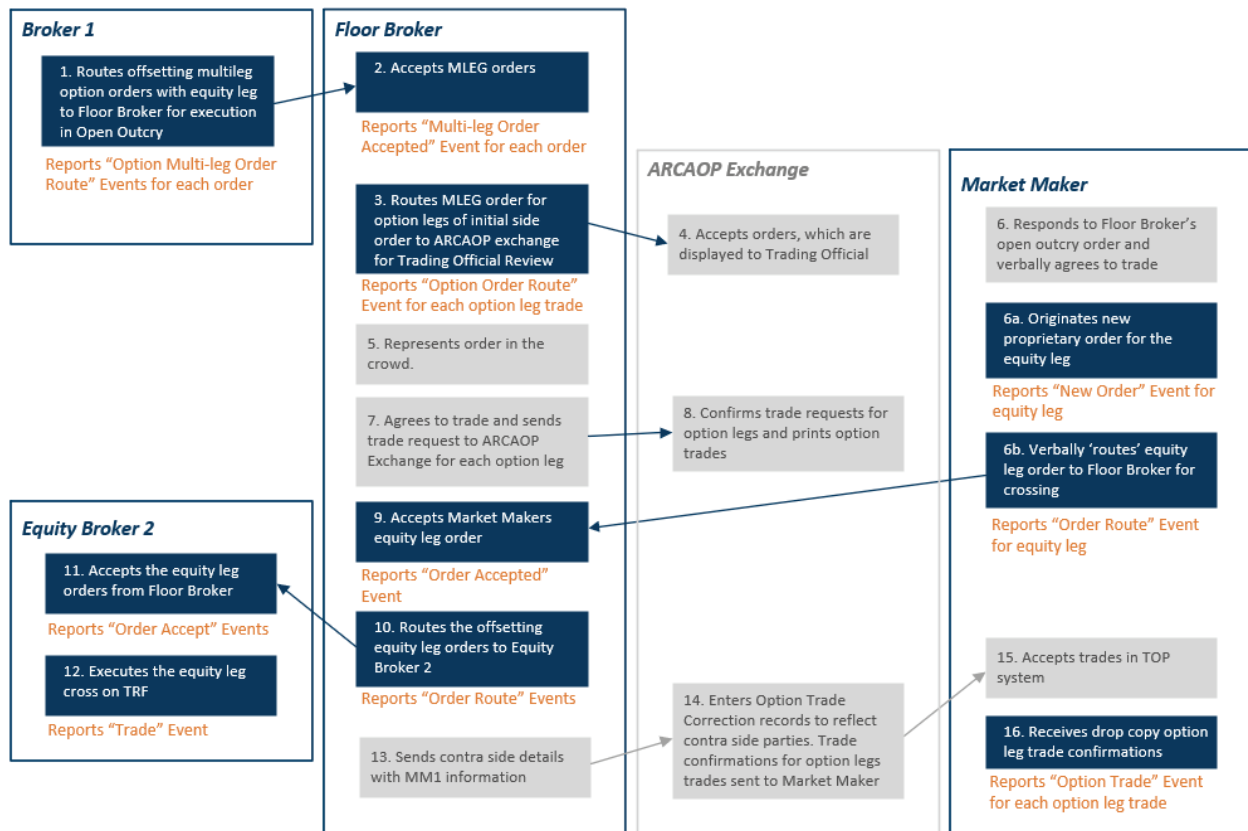 Broker 1
1. Routes offsetting multileg
option orders with equity leg
to Floor Broker for execution
in Open Outcry
Reports “Option Multi-leg Order
Route” Events for each order
Floor Broker
2. Accepts MLEG orders
Reports “Multi-leg Order
Accepted” Event for each order
3. Routes MLEG order for
option legs of initial side
order to ARCAOP exchange
for Trading Official Review
Reports “Option Order Route”
Event for each option leg trade
5. Represents order in the
crowd.
7. Agrees to trade and sends
trade request to ARCAOP
Exchange for each option leg
9. Accepts Market Makers
equity leg order
Reports “Order Accepted”
Event
10. Routes the offsetting
equity leg orders to Equity
Broker 2
Reports “Order Route” Events
13. Sends contra side details
with MM1 information
ARCAOP Exchange
4. Accepts orders, which are
displayed to Trading Official
8. Confirms trade requests for
option legs and prints option
trades
14. Enters Option Trade
Correction records to reflect
contra side parties. Trade
confirmations for option legs
trades sent to Market Maker
Market Maker
6. Responds to Floor Broker’s
open outcry order and
verbally agrees to trade
6a. Originates new
proprietary order for the
equity leg
Reports “New Order” Event for
equity leg
6b. Verbally ‘routes’ equity
leg order to Floor Broker for
crossing
Reports “Order Route” Event
for equity leg
15. Accepts trades in TOP
system
16. Receives drop copy option
leg trade confirmations
Reports “Option Trade” Event
for each option leg trade
Equity Broker 2
11. Accepts the equity leg
orders from Floor Broker
Reports “Order Accept” Events
12. Executes the equity leg
cross on TRF
Reports “Trade” Event